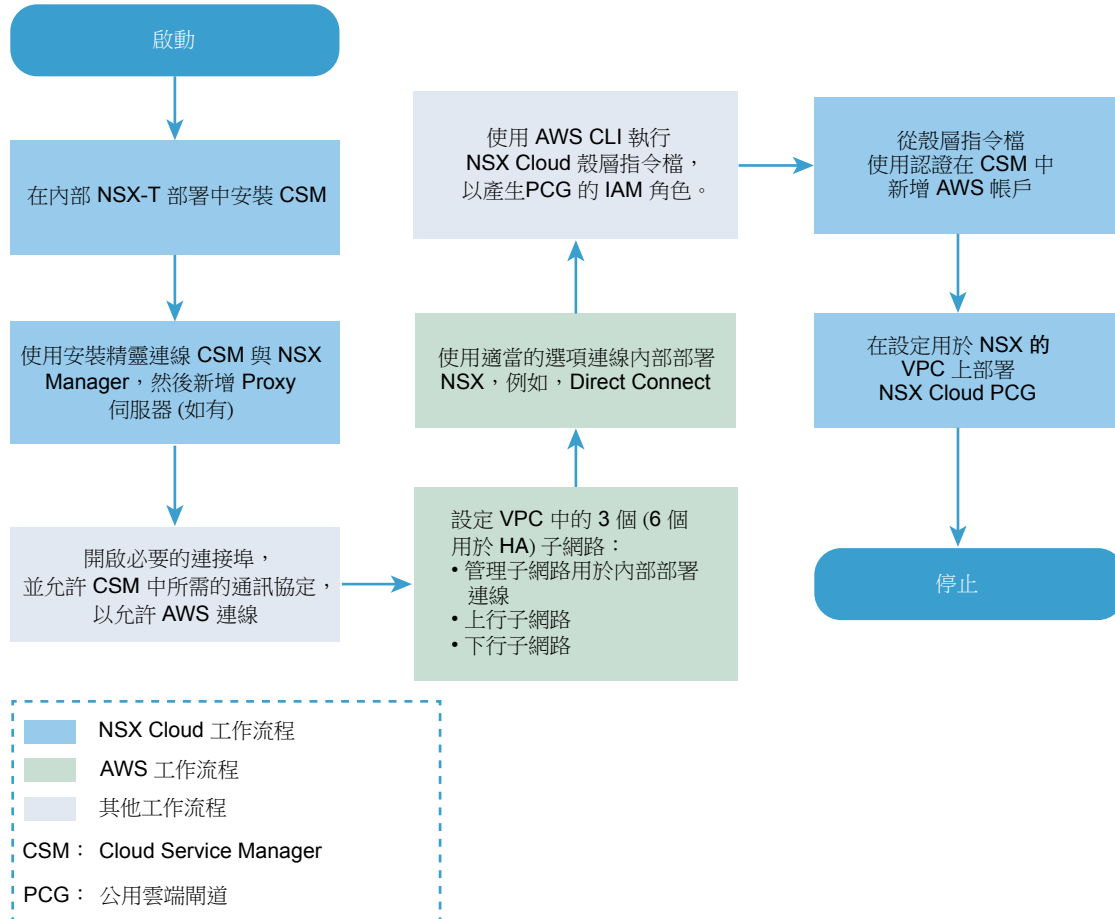 啟動
在內部 NSX-T 部署中安裝 CSM
使用安裝精靈連線 CSM 與 NSX
Manager，然後新增 Proxy
伺服器 (如有)
開啟必要的連接埠，
並允許 CSM 中所需的通訊協定，
以允許 AWS 連線
設定 VPC 中的 3 個 (6 個
用於 HA) 子網路：
• 管理子網路用於內部部署
連線
• 上行子網路
• 下行子網路
使用適當的選項連線內部部署
NSX，例如，Direct Connect
使用 AWS CLI 執行
NSX Cloud 殼層指令檔，
以產生PCG 的 IAM 角色。
從殼層指令檔
使用認證在 CSM 中
新增 AWS 帳戶
在設定用於 NSX 的
VPC 上部署
NSX Cloud PCG
停止
NSX Cloud 工作流程
AWS 工作流程
其他工作流程
CSM： Cloud Service Manager
PCG： 公用雲端閘道